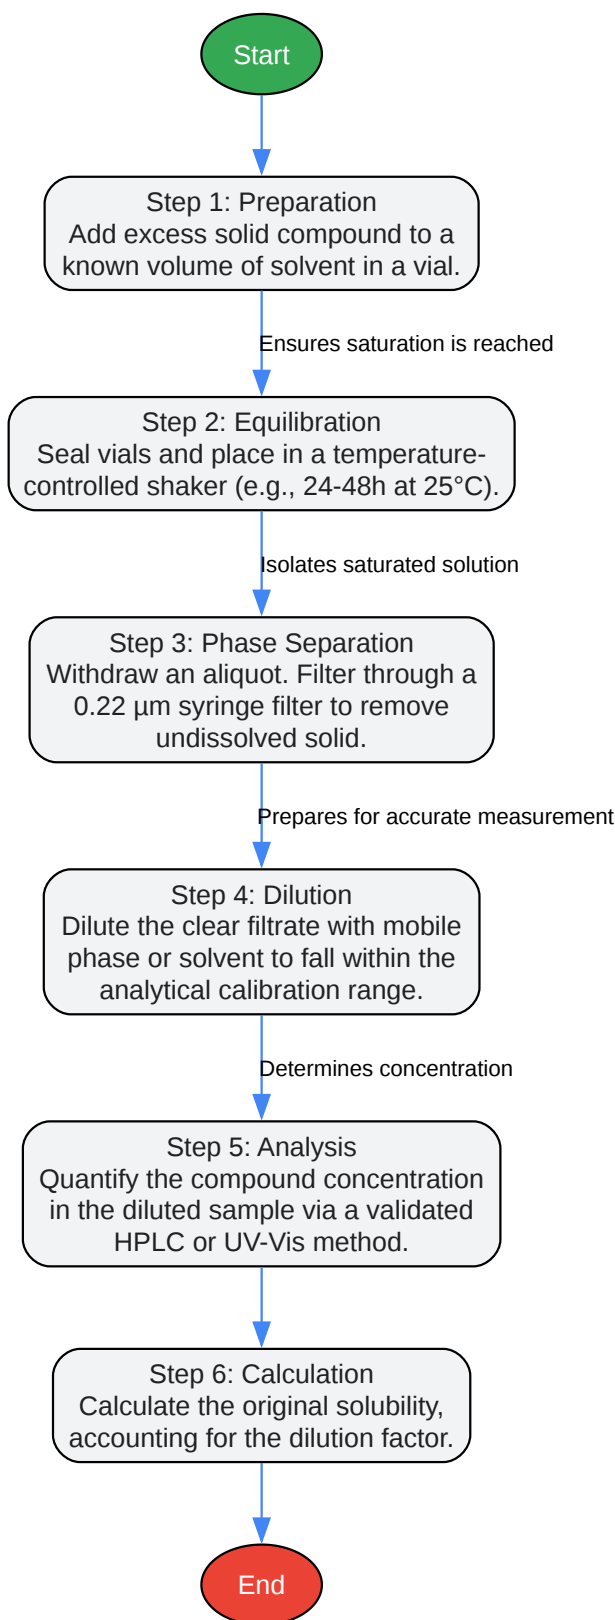 Start
Step 1: Preparation
Add excess solid compound to a
known volume of solvent in a vial.
Ensures saturation is reached
Step 2: Equilibration
Seal vials and place in a temperature-
controlled shaker (e.g., 24-48h at 25°C).
Isolates saturated solution
Step 3: Phase Separation
Withdraw an aliquot. Filter through a
0.22 µm syringe filter to remove
undissolved solid.
Prepares for accurate measurement
Step 4: Dilution
Dilute the clear filtrate with mobile
phase or solvent to fall within the
analytical calibration range.
Determines concentration
Step 5: Analysis
Quantify the compound concentration
in the diluted sample via a validated
HPLC or UV-Vis method.
Step 6: Calculation
Calculate the original solubility,
accounting for the dilution factor.
End